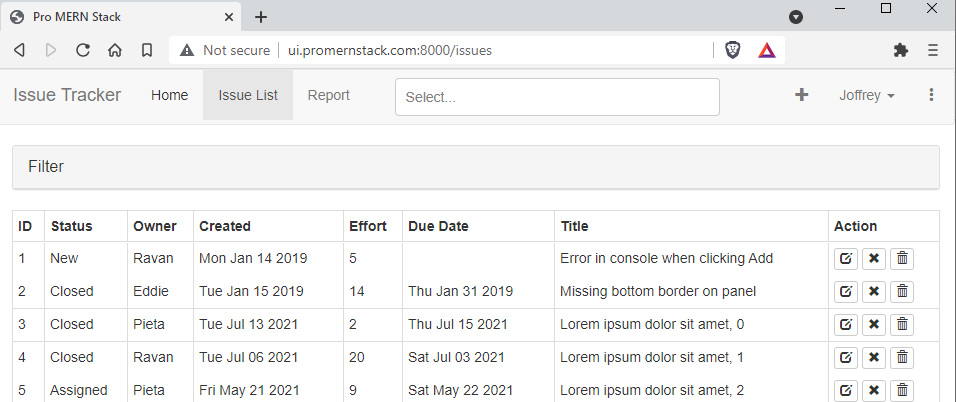 Pro MERN Stack
Not secure ui.promernstack.com:8000/issues
Issue Tracker Home Issue List Report Select... Joffrey
Filter
ID Status Owner Created Effort Due Date Title Action
1 New Ravan Mon Jan 14 2019 5 Error in console when clicking Add
2 Closed Eddie Tue Jan 15 2019 14 Thu Jan 31 2019 Missing bottom border on panel
3 Closed Pieta Tue Jul 13 2021 2 Thu Jul 15 2021 Lorem ipsum dolor sit amet, 0
4 Closed Ravan Tue Jul 06 2021 20 Sat Jul 03 2021 Lorem ipsum dolor sit amet, 1
5 Assigned Pieta Fri May 21 2021 9 Sat May 22 2021 Lorem ipsum dolor sit amet, 2